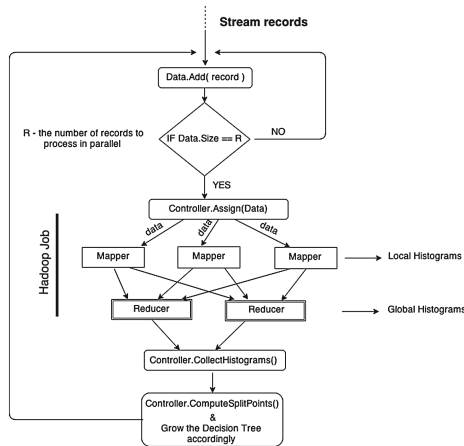 Stream records
Data.Add( record )
R - the number of records to
process in parallel
IF Data.Size == R
NO
YES
Controller.Assign(Data)
data
data
data
Hadoop Job
Mapper
Mapper
Mapper
Local Histograms
Reducer
Reducer
Global Histograms
Controller.CollectHistograms()
Controller.ComputeSplitPoints()
&
Grow the Decision Tree
accordingly